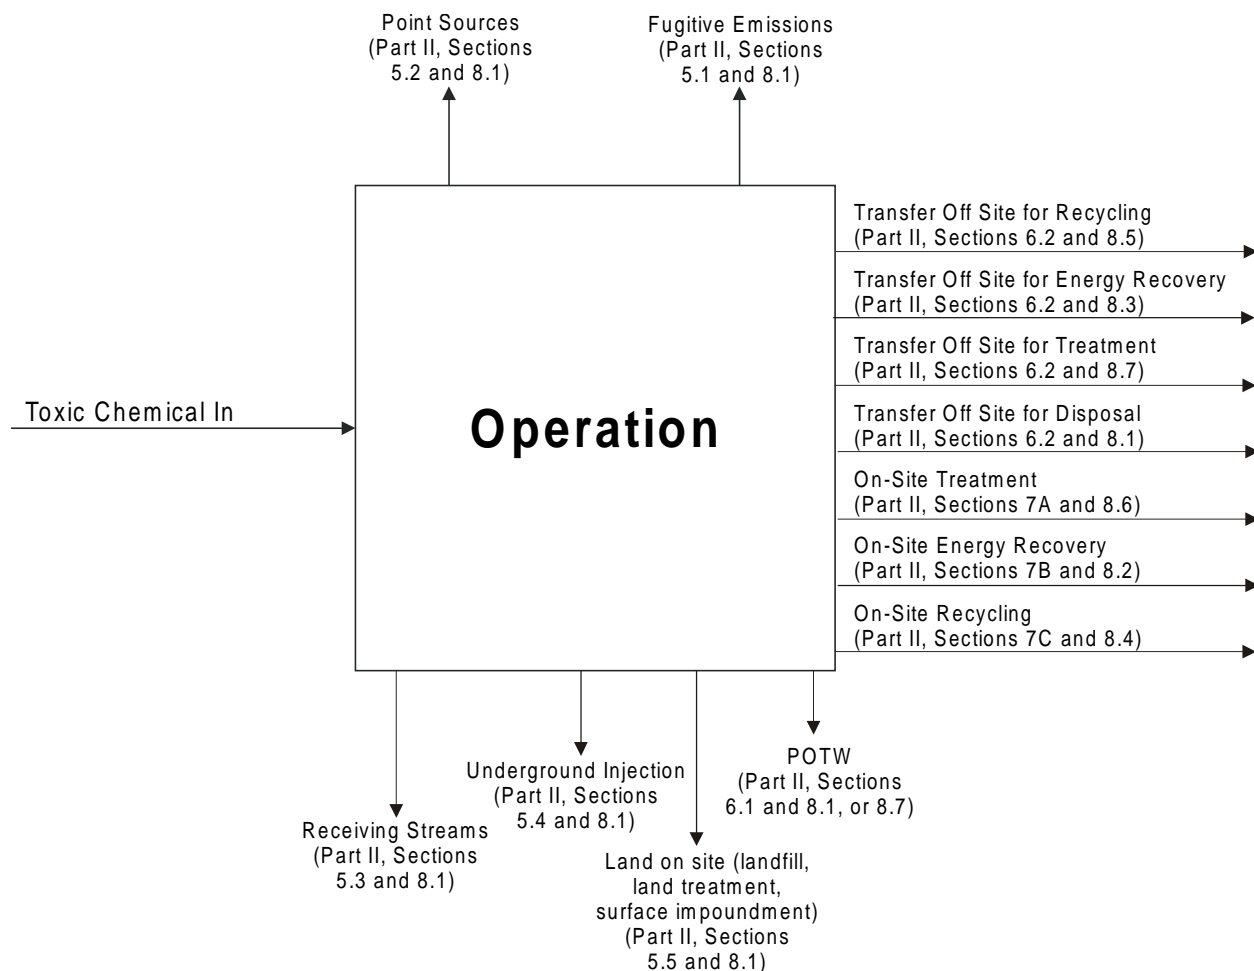 Point Sources
(Part II, Sections
5.2 and 8.1)
Fugitive Emissions
(Part II, Sections
5.1 and 8.1)
Transfer Off Site for Recycling
(Part II, Sections 6.2 and 8.5)
Transfer Off Site for Energy Recovery
(Part II, Sections 6.2 and 8.3)
Transfer Off Site for Treatment
(Part II, Sections 6.2 and 8.7)
Toxic Chemical In
Operation
Transfer Off Site for Disposal
(Part II, Sections 6.2 and 8.1)
On-Site Treatment
(Part II, Sections 7A and 8.6)
On-Site Energy Recovery
(Part II, Sections 7B and 8.2)
On-Site Recycling
(Part II, Sections 7C and 8.4)
Receiving Streams
(Part II, Sections
5.3 and 8.1)
Underground Injection
(Part II, Sections
5.4 and 8.1)
Land on site (landfill,
land treatment,
surface impoundment)
(Part II, Sections
5.5 and 8.1)
POTW
(Part II, Sections
6.1 and 8.1, or 8.7)